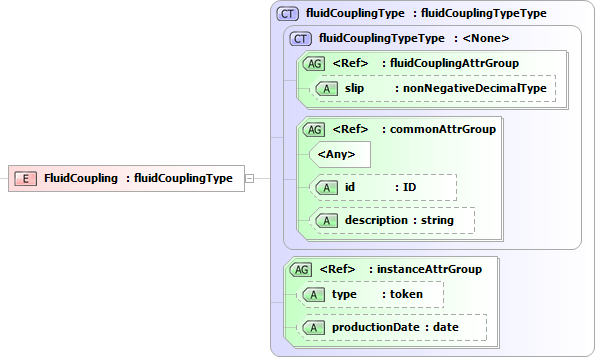 CT fluidCouplingType : fluidCouplingTypeType
CT fluidCouplingTypeType : <None>
AG <Ref> : fluidCouplingAttrGroup
A slip : nonNegativeDecimalType
AG <Ref> : commonAttrGroup
<Any>
E FluidCoupling : fluidCouplingType
A id : ID
A description : string
AG <Ref> : instanceAttrGroup
A type : token
A productionDate : date